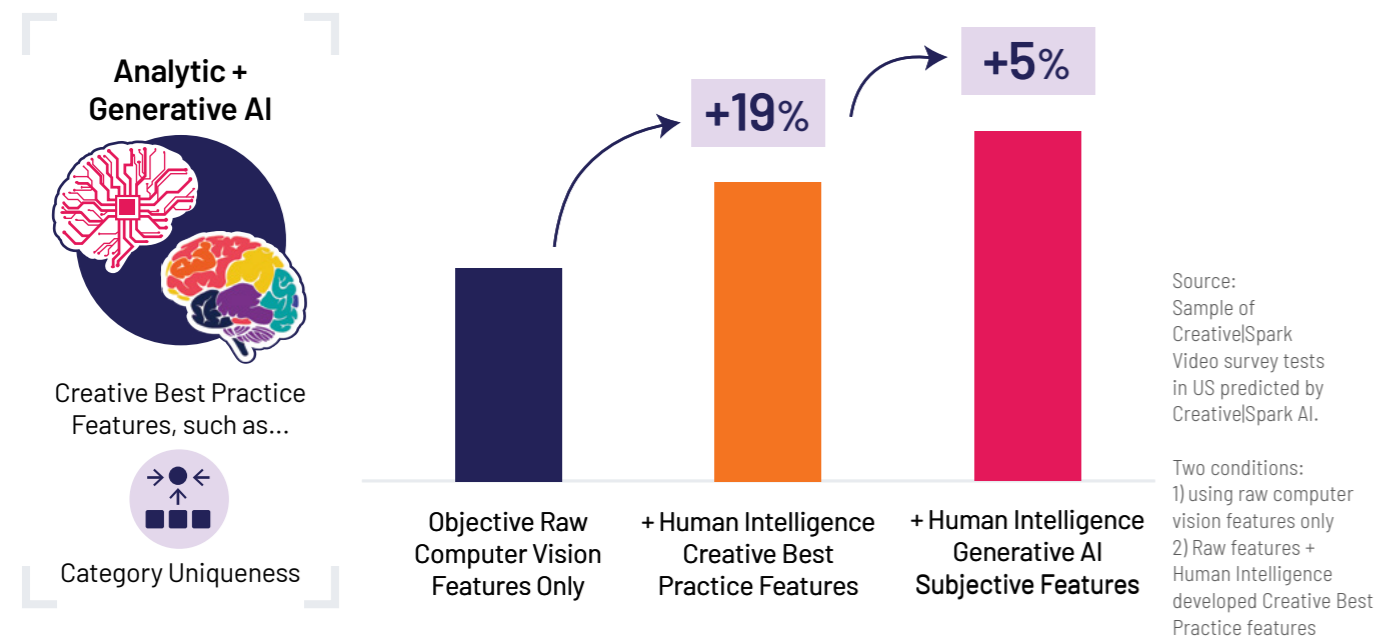 Analytic +
Generative AI
Creative Best Practice
Features, such as...
Category Uniqueness
+19%
+5%
Objective Raw
Computer Vision
Features Only
+ Human Intelligence
Creative Best
Practice Features
+ Human Intelligence
Generative AI
Subjective Features
Source:
Sample of
Creative|Spark
Video survey tests
in US predicted by
Creative|Spark AI.
Two conditions:
1) using raw computer
vision features only
2) Raw features +
Human Intelligence
developed Creative Best
Practice features